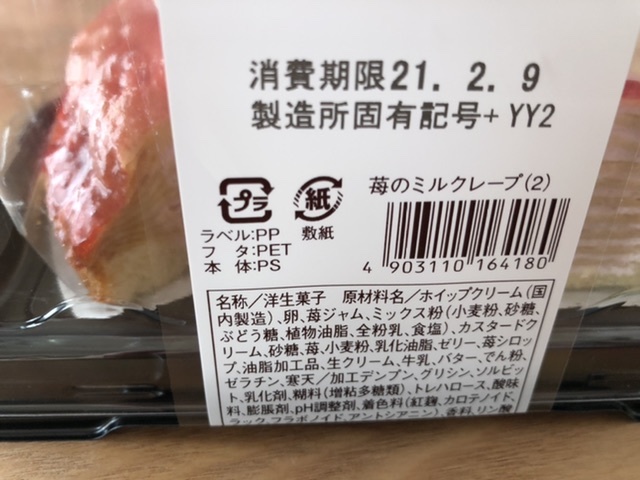 消費期限21. 2. 9
製造所固有記号+ YY2
苺のミルクレープ(2)
プラ
紙
ラベル:PP 敷紙
フ タ:PET
本 体:PS
4 903110 164180
名称／洋生菓子 原材料名／ホイップクリーム(国
内製造)、卵、苺ジャム、ミックス粉(小麦粉、砂糖、
ぶどう糖、植物油脂、全粉乳、食塩)、カスタードク
リーム、砂糖、苺、小麦粉、乳化油脂、ゼリー、苺シロッ
プ、油脂加工品、生クリーム、牛乳、バター、でん粉、
ゼラチン、寒天／加工デンプン、グリシン、ソルビッ
ト、乳化剤、糊料(増粘多糖類)、トレハロース、酸味
料、膨脹剤、pH調整剤、着色料(紅麹、カロテノイド、
ラック、フラボノイド、アントシアニン)、香料、リン酸